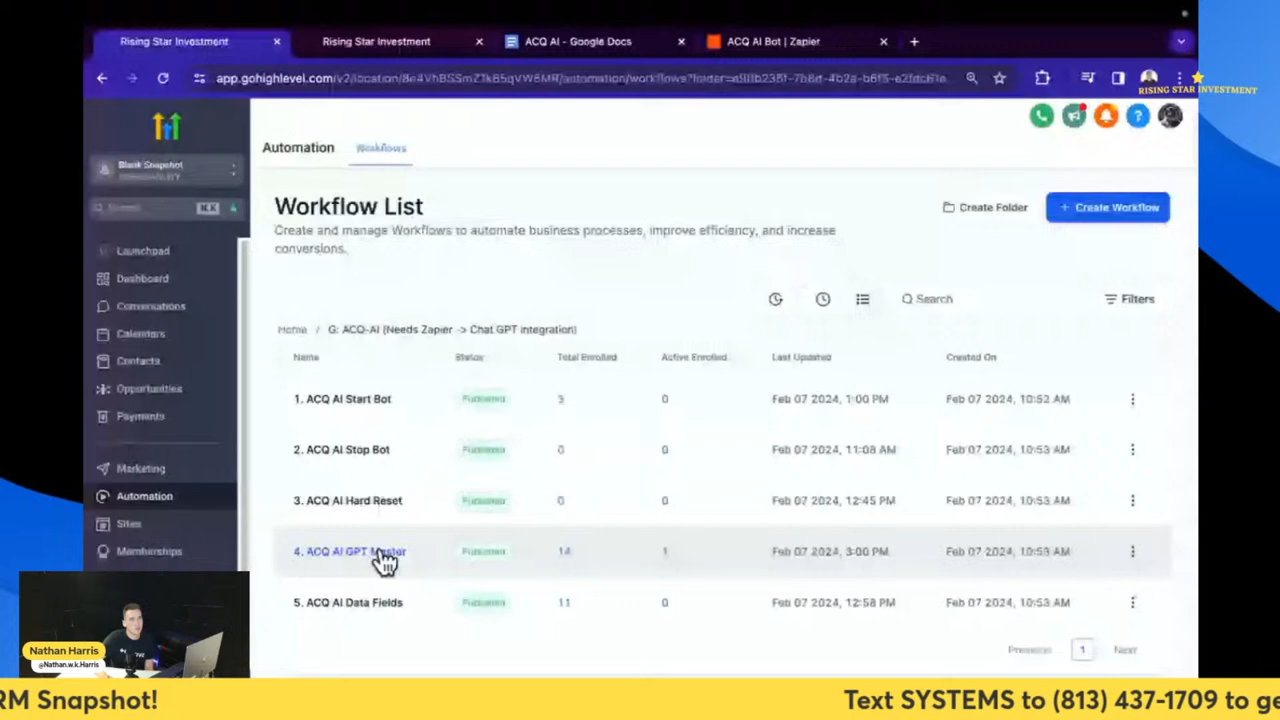 Rising Star Investment
Rising Star Investment
ACQ AI - Google Docs
ACQ AI Bot | Zapier
app.gohighlevel.com
RISING STAR INVESTMENT
Blank Snapshot
Automation
Workflows
Workflow List
Create Folder
+ Create Workflow
Create and manage Workflows to automate business processes, improve efficiency, and increase
conversions.
Launchpad
Dashboard
Conversations
Calendars
Contacts
Opportunities
Payments
Marketing
Automation
Sites
Memberships
Search
Filters
Home / G: ACQ-AI (Needs Zapier -> Chat GPT integration)
Name Status Total Enrolled Active Enrolled Last Updated Created On
1. ACQ AI Start Bot Published 3 0 Feb 07 2024, 1:00 PM Feb 07 2024, 10:52 AM
2. ACQ AI Stop Bot Published 0 0 Feb 07 2024, 11:08 AM Feb 07 2024, 10:53 AM
3. ACQ AI Hard Reset Published 0 0 Feb 07 2024, 12:45 PM Feb 07 2024, 10:53 AM
4. ACQ AI GPT Master Published 14 1 Feb 07 2024, 3:00 PM Feb 07 2024, 10:53 AM
5. ACQ AI Data Fields Published 11 0 Feb 07 2024, 12:58 PM Feb 07 2024, 10:53 AM
Previous 1 Next
Nathan Harris
@Nathan.w.k.Harris
RM Snapshot!
Text SYSTEMS to (813) 437-1709 to ge